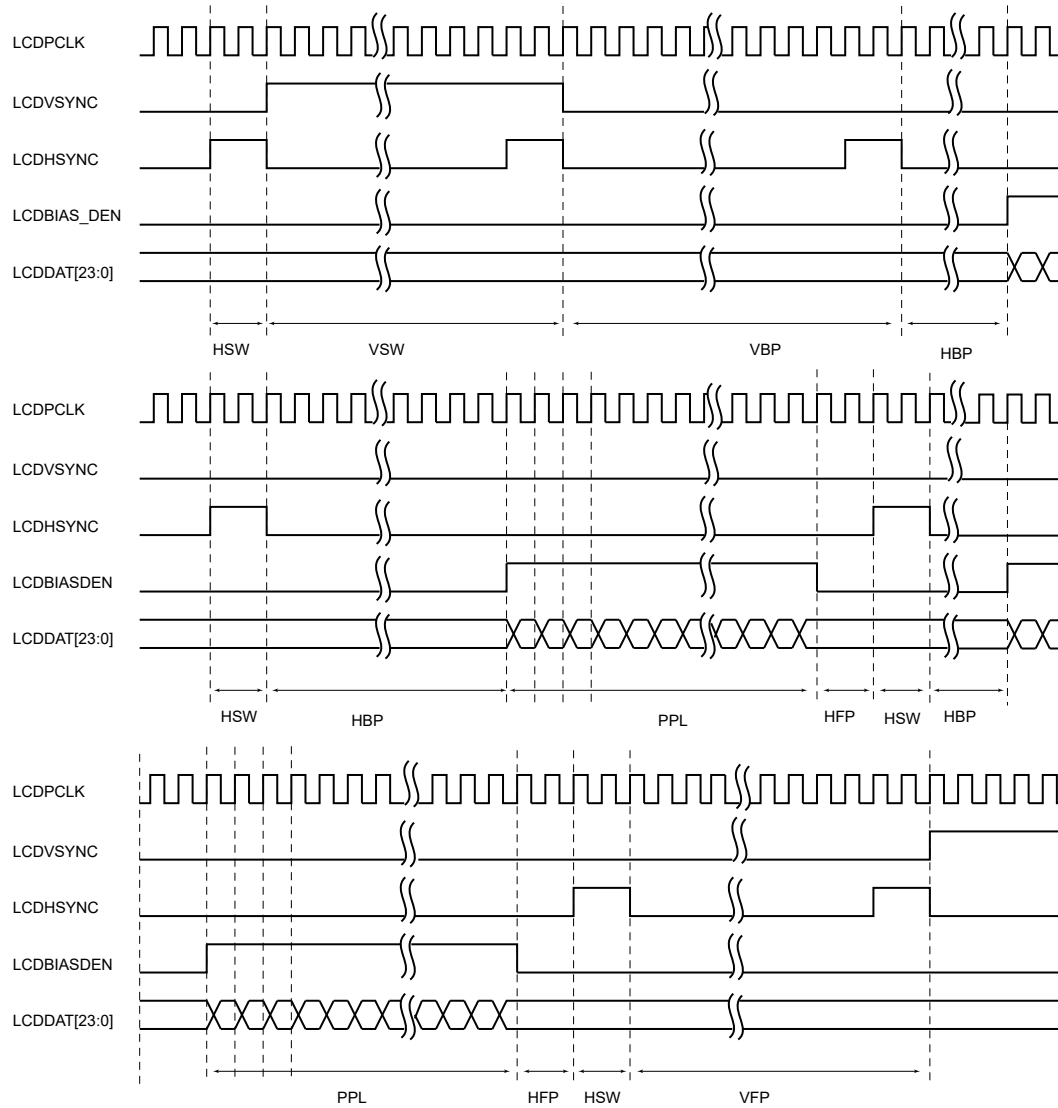 LCDPCLK
LCDVSYNC
LCDHSYNC
LCDBIAS_DEN
LCDDAT[23:0]
HSW VSW VBP HBP
LCDPCLK
LCDVSYNC
LCDHSYNC
LCDBIASDEN
LCDDAT[23:0]
HSW HBP PPL HFP HSW HBP
LCDPCLK
LCDVSYNC
LCDHSYNC
LCDBIASDEN
LCDDAT[23:0]
PPL HFP HSW VFP